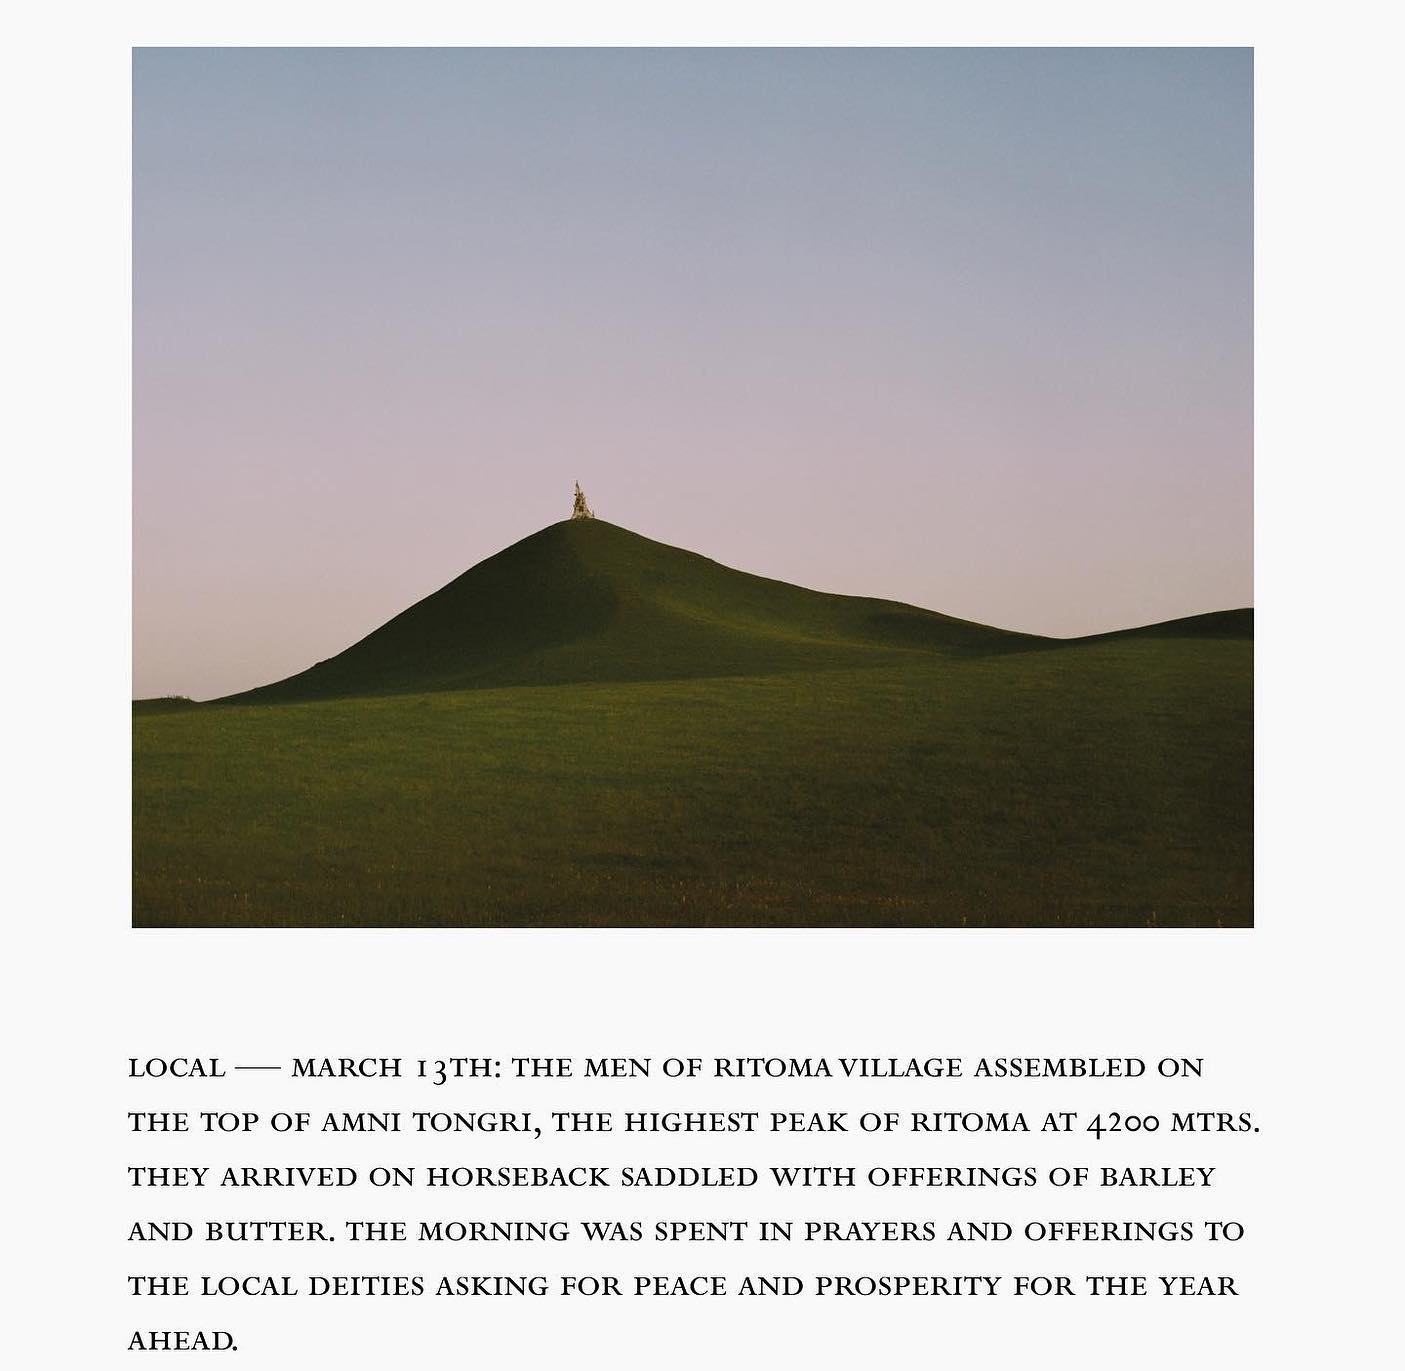 LOCAL — MARCH 13TH: THE MEN OF RITOMA VILLAGE ASSEMBLED ON
THE TOP OF AMNI TONGRI, THE HIGHEST PEAK OF RITOMA AT 4200 MTRS.
THEY ARRIVED ON HORSEBACK SADDLED WITH OFFERINGS OF BARLEY
AND BUTTER. THE MORNING WAS SPENT IN PRAYERS AND OFFERINGS TO
THE LOCAL DEITIES ASKING FOR PEACE AND PROSPERITY FOR THE YEAR
AHEAD.